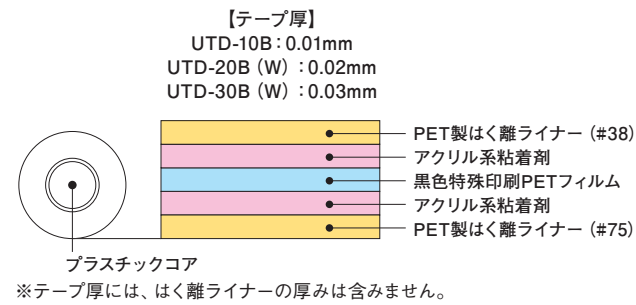 【テープ厚】
UTD-10B：0.01mm
UTD-20B（W）：0.02mm
UTD-30B（W）：0.03mm
PET製はく離ライナー（#38）
アクリル系粘着剤
黒色特殊印刷PETフィルム
アクリル系粘着剤
PET製はく離ライナー（#75）
プラスチックコア
※テープ厚には、はく離ライナーの厚みは含みません。